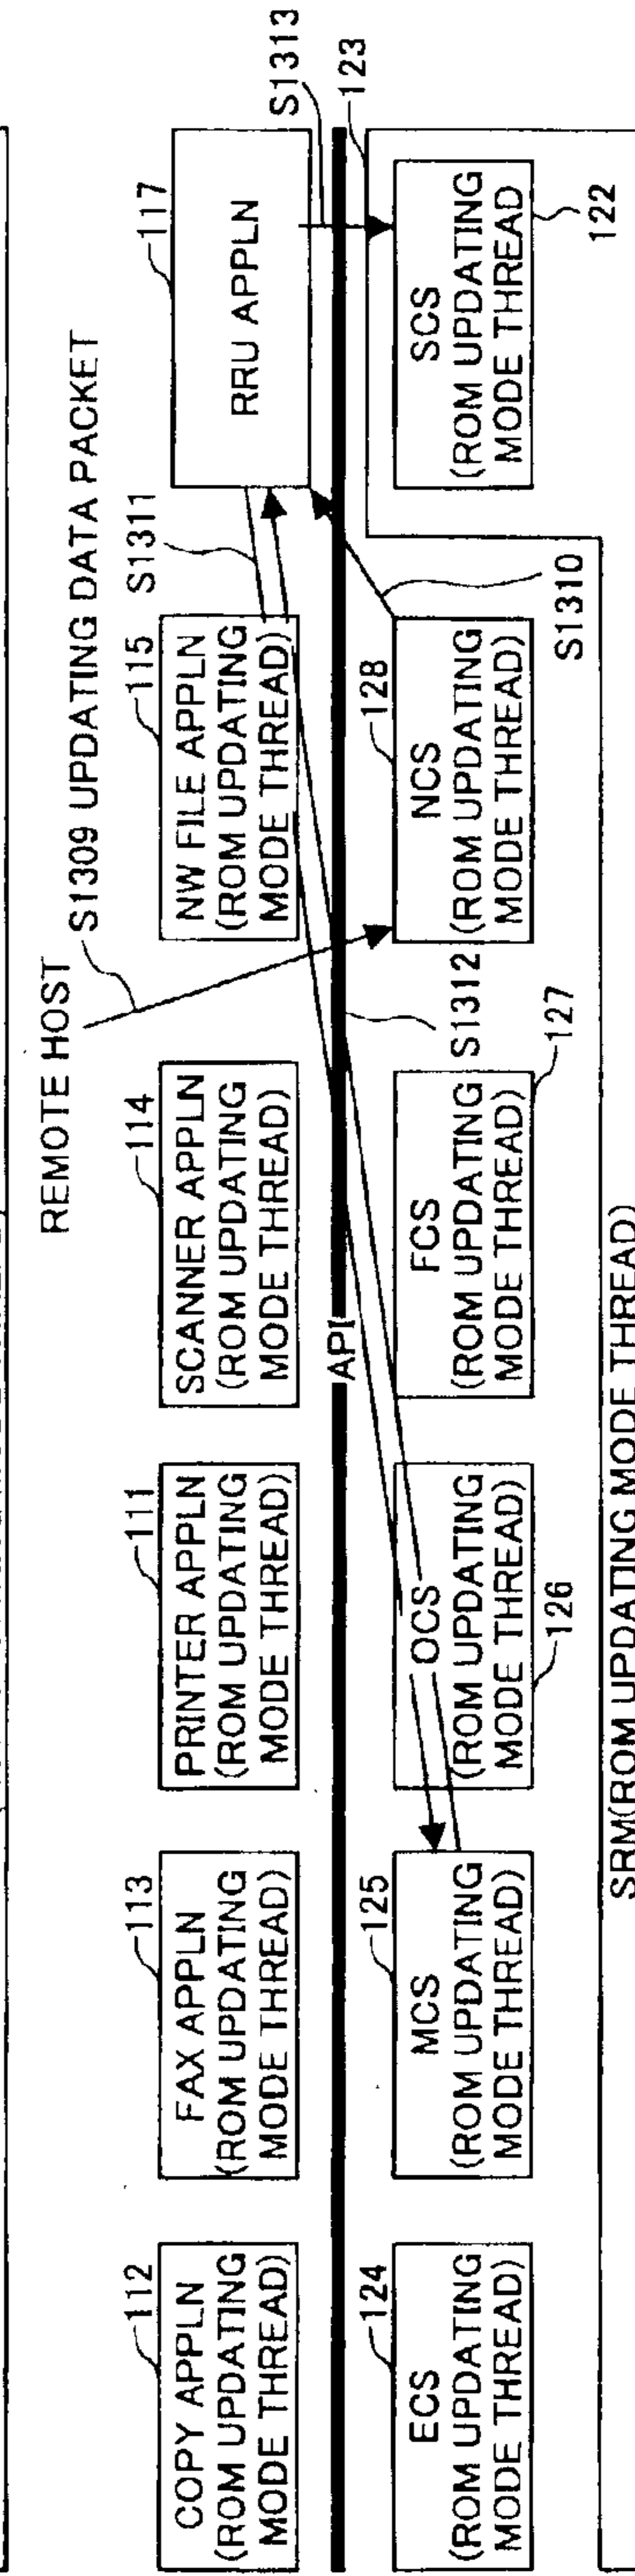 REMOTE HOST
S1309 UPDATING DATA PACKET
112
COPY APPLN
(ROM UPDATING
MODE THREAD)
113
FAX APPLN
(ROM UPDATING
MODE THREAD)
111
PRINTER APPLN
(ROM UPDATING
MODE THREAD)
114
SCANNER APPLN
(ROM UPDATING
MODE THREAD)
115
NW FILE APPLN
(ROM UPDATING
MODE THREAD)
S1311
117
RRU APPLN
S1313
API
S1312
123
124
ECS
(ROM UPDATING
MODE THREAD)
125
MCS
(ROM UPDATING
MODE THREAD)
OCS
(ROM UPDATING
MODE THREAD)
126
FCS
(ROM UPDATING
MODE THREAD)
127
128
NCS
(ROM UPDATING
MODE THREAD)
S1310
SCS
(ROM UPDATING
MODE THREAD
122
SRM(ROM UPDATING MODE THREAD)